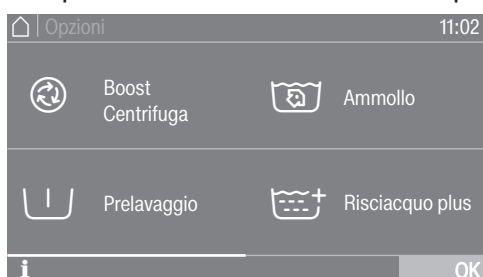 Opzioni 11:02
Boost
Centrifuga
Ammollo
Prelavaggio
Risciacquo plus
i OK